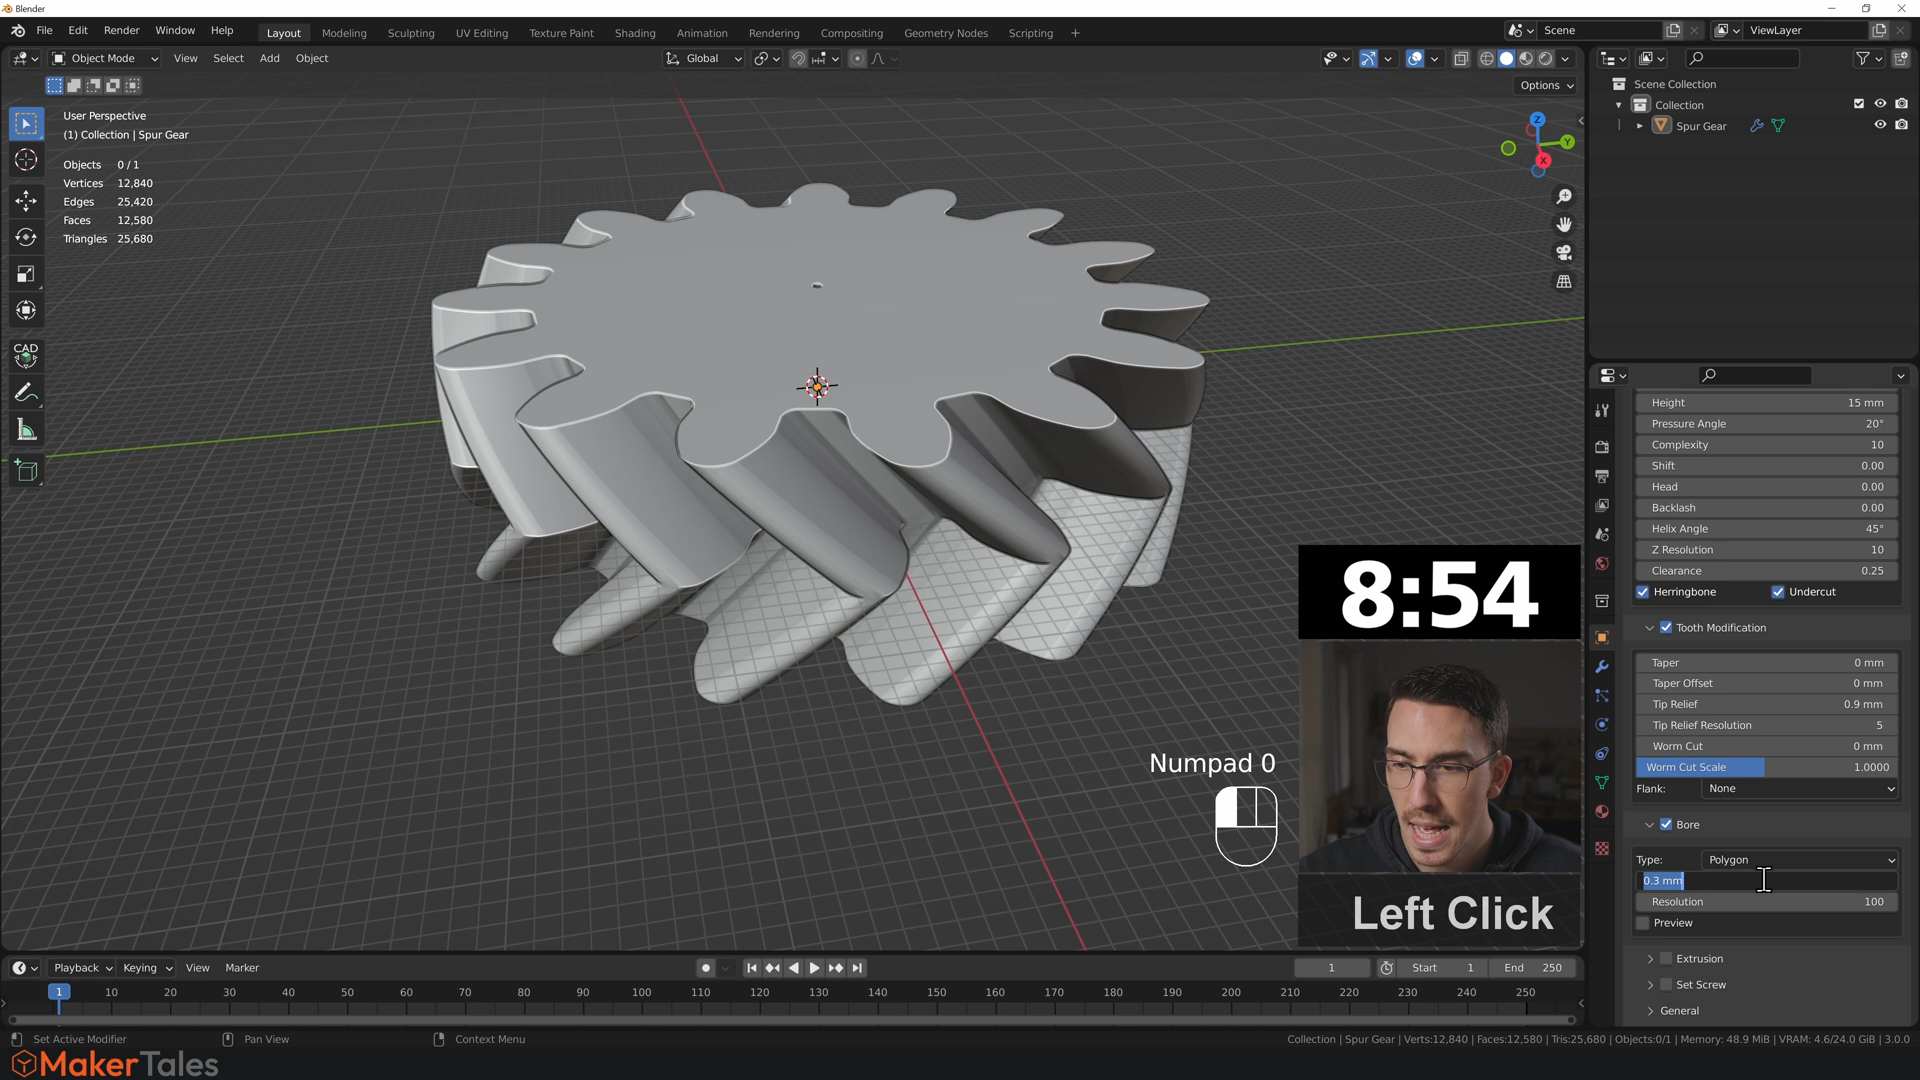 Blender
File Edit Render Window Help
Layout Modeling Sculpting UV Editing Texture Paint Shading Animation Rendering Compositing Geometry Nodes Scripting +
Scene
ViewLayer
Object Mode View Select Add Object
Global
Options
User Perspective
(1) Collection | Spur Gear
Objects 0 / 1
Vertices 12,840
Edges 25,420
Faces 12,580
Triangles 25,680
CAD
Z
Y
X
Scene Collection
Collection
Spur Gear
Height 15 mm
Pressure Angle 20°
Complexity 10
Shift 0.00
Head 0.00
Backlash 0.00
Helix Angle 45°
Z Resolution 10
Clearance 0.25
Herringbone Undercut
Tooth Modification
Taper 0 mm
Taper Offset 0 mm
Tip Relief 0.9 mm
Tip Relief Resolution 5
Worm Cut 0 mm
Worm Cut Scale 1.0000
Flank: None
Bore
Type: Polygon
0.3 mm
Resolution 100
Preview
Extrusion
Set Screw
General
8:54
Numpad 0
Left Click
Playback Keying View Marker
1 Start 1 End 250
1 10 20 30 40 50 60 70 80 90 100 110 120 130 140 150 160 170 180 190 200 210 220 230 240 250
Set Active Modifier Pan View Context Menu
Collection | Spur Gear | Verts:12,840 | Faces:12,580 | Tris:25,680 | Objects:0/1 | Memory: 48.9 MiB | VRAM: 4.6/24.0 GiB | 3.0.0
MakerTales